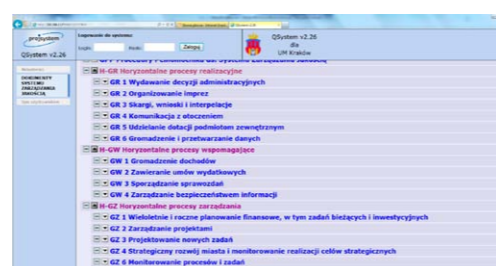 projsystem
QSystem v2.26
Logowanie do systemu
Login:
Hasło:
Zaloguj
QSystem v2.26
dla
UM Kraków
DOKUMENTY
SYSTEMU
ZARZĄDZANIA
JAKOŚCIĄ
H-GR Horyzontalne procesy realizacyjne
GR 1 Wydawanie decyzji administracyjnych
GR 2 Organizowanie imprez
GR 3 Skargi, wnioski i interpelacje
GR 4 Komunikacja z otoczeniem
GR 5 Udzielanie dotacji podmiotom zewnętrznym
GR 6 Gromadzenie i przetwarzanie danych
H-GW Horyzontalne procesy wspomagające
GW 1 Gromadzenie dochodów
GW 2 Zawieranie umów wydatkowych
GW 3 Sporządzanie sprawozdań
GW 4 Zarządzanie bezpieczeństwem informacji
H-GZ Horyzontalne procesy zarządzania
GZ 1 Wieloletnie i roczne planowanie finansowe, w tym zadań bieżących i inwestycyjnych
GZ 2 Zarządzanie projektami
GZ 3 Projektowanie nowych zadań
GZ 4 Strategiczny rozwój miasta i monitorowanie realizacji celów strategicznych
GZ 6 Monitorowanie procesów i zadań